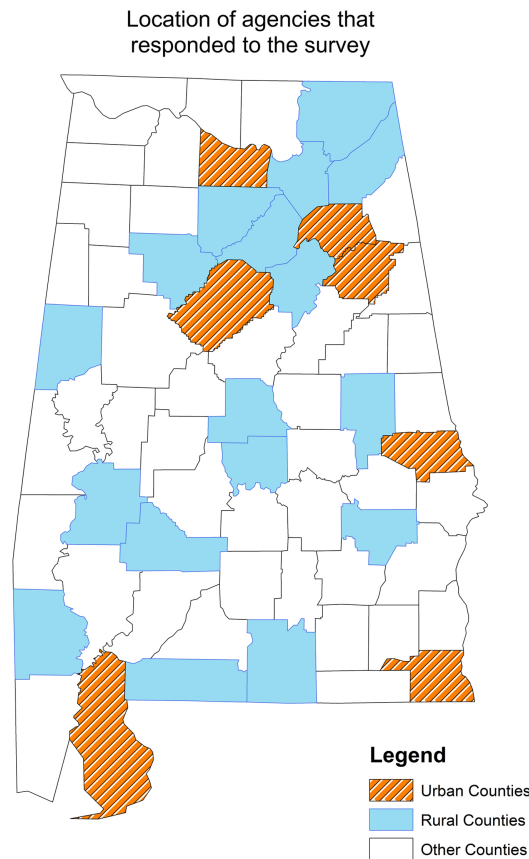 Location of agencies that
responded to the survey
Legend
Urban Counties
Rural Counties
Other Counties